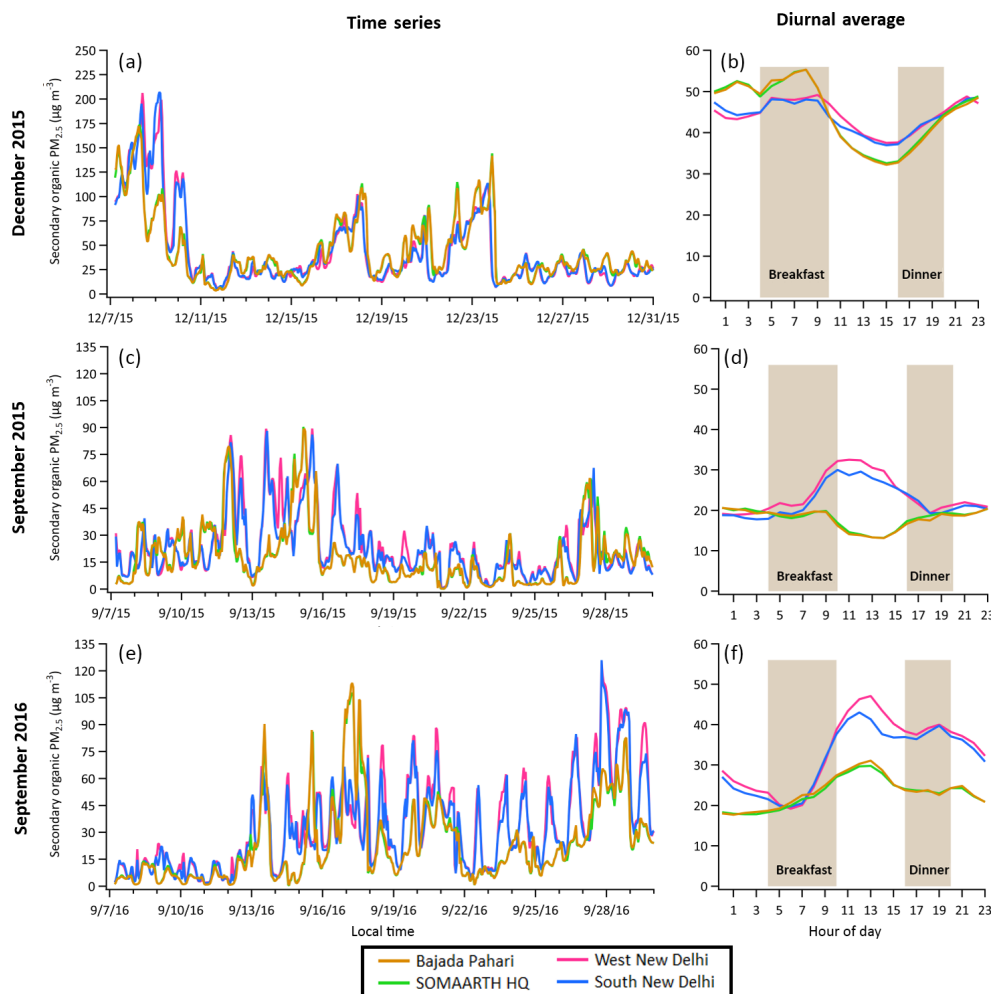 Time series
Diurnal average
December 2015
Secondary organic PM2.5 (µg m-3)
250
225
200
175
150
125
100
75
50
25
0
(a)
12/7/15 12/11/15 12/15/15 12/19/15 12/23/15 12/27/15 12/31/15
60
50
40
30
20
10
0
(b)
Breakfast
Dinner
1 3 5 7 9 11 13 15 17 19 21 23
September 2015
Secondary organic PM2.5 (µg m-3)
135
120
105
90
75
60
45
30
15
0
(c)
9/7/15 9/10/15 9/13/15 9/16/15 9/19/15 9/22/15 9/25/15 9/28/15
60
50
40
30
20
10
0
(d)
Breakfast
Dinner
1 3 5 7 9 11 13 15 17 19 21 23
September 2016
Secondary organic PM2.5 (µg m-3)
135
120
105
90
75
60
45
30
15
0
(e)
9/7/16 9/10/16 9/13/16 9/16/16 9/19/16 9/22/16 9/25/16 9/28/16
Local time
60
50
40
30
20
10
0
(f)
Breakfast
Dinner
1 3 5 7 9 11 13 15 17 19 21 23
Hour of day
Bajada Pahari
West New Delhi
SOMAARTH HQ
South New Delhi